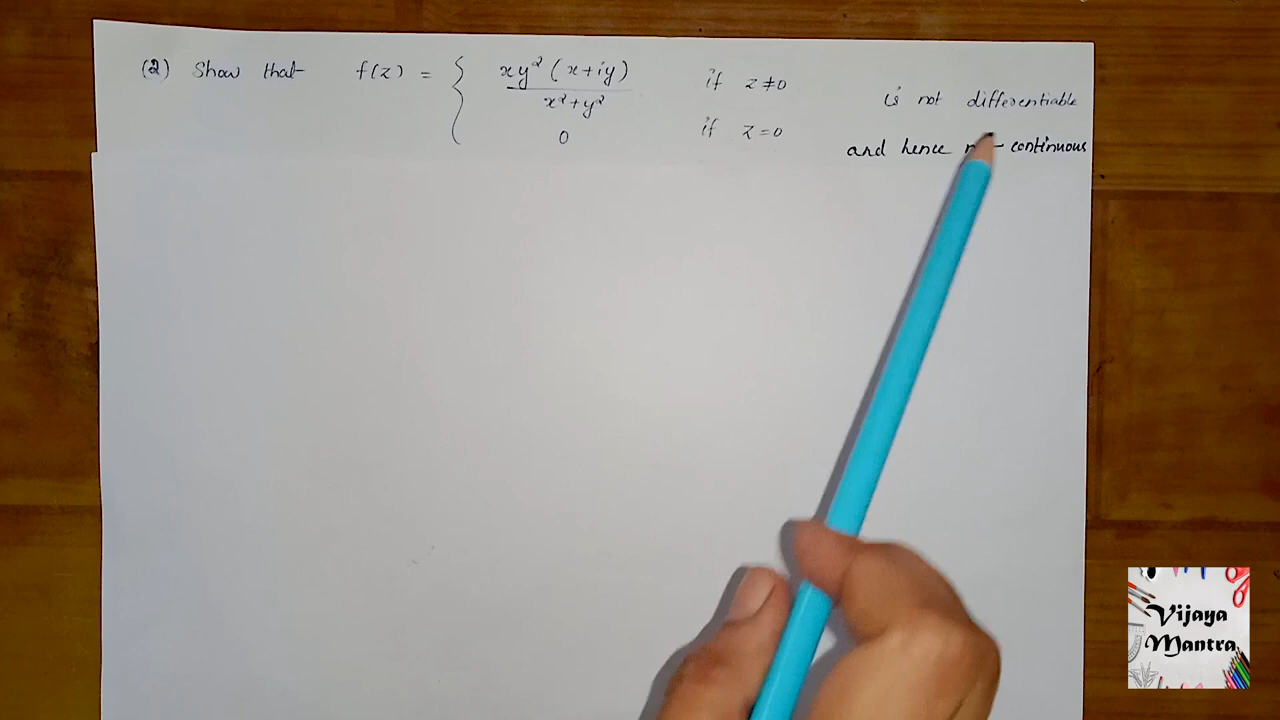 (2) Show that f(z) = { xy² (x+iy) / x²+y² if z≠0
0 if z=0
is not differentiable
and hence continuous
Vijaya
Mantra